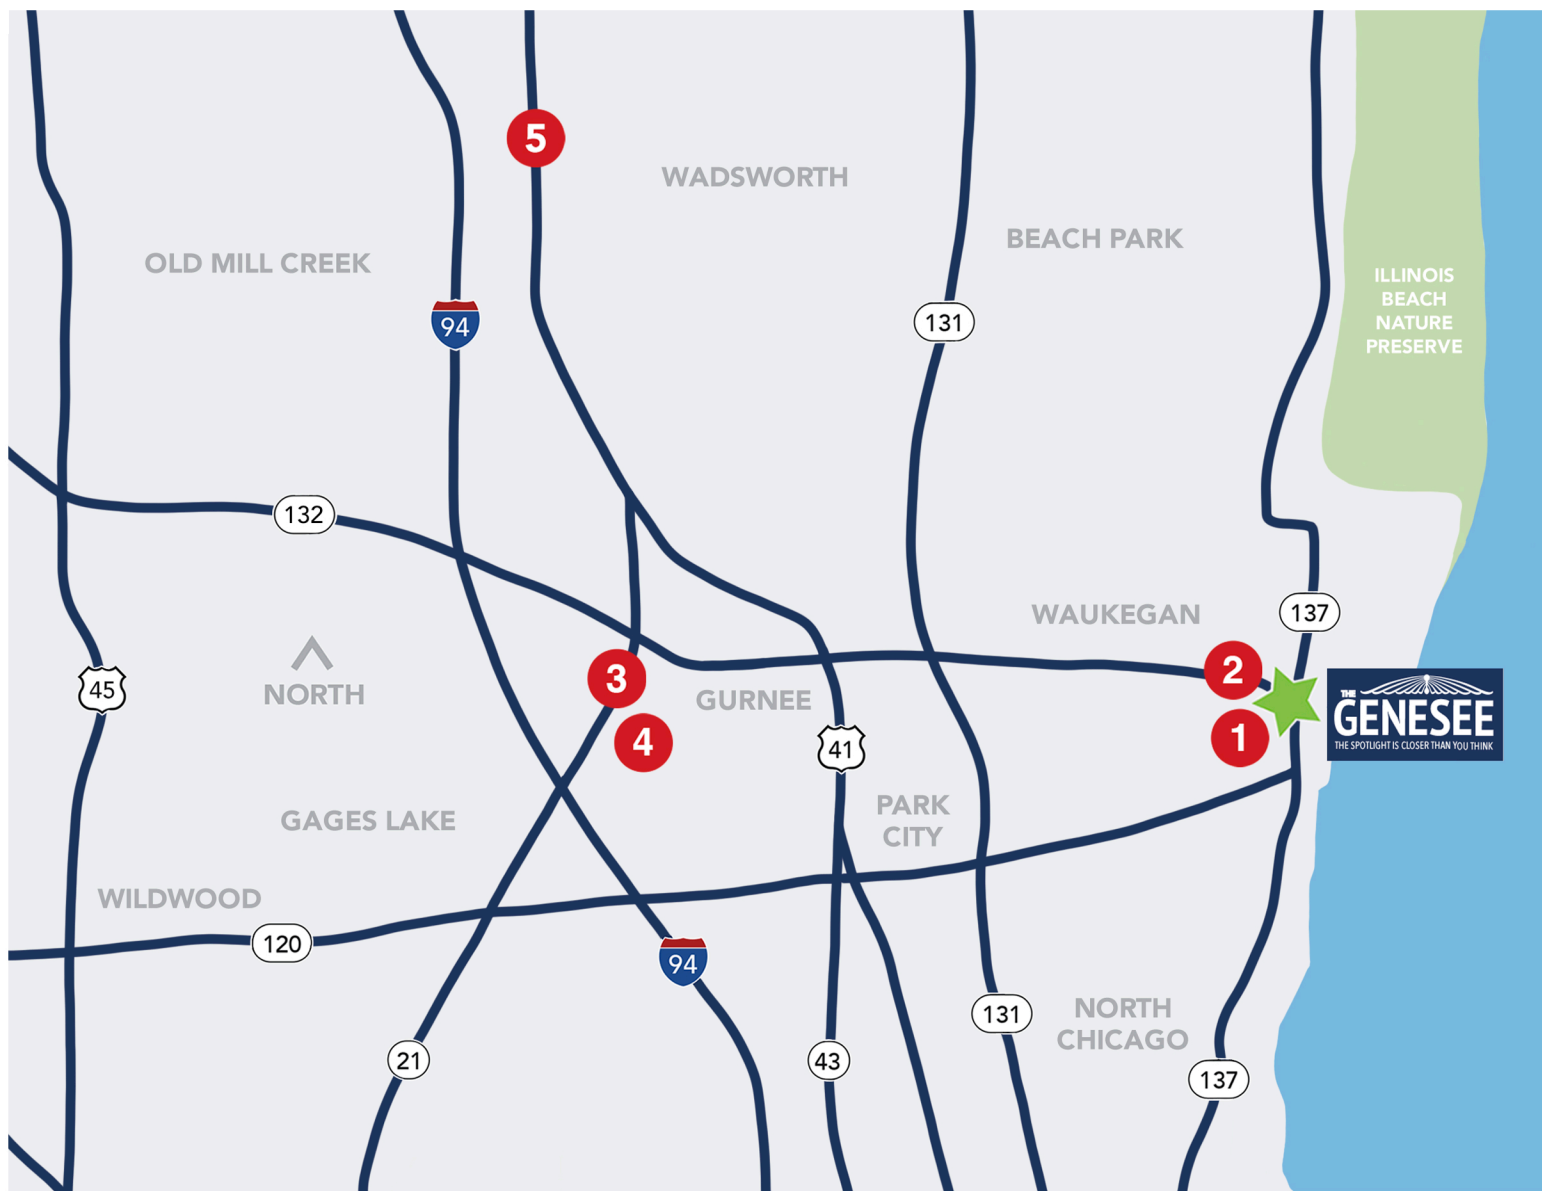 5
WADSWORTH
BEACH PARK
OLD MILL CREEK
ILLINOIS
BEACH
NATURE
PRESERVE
94
131
132
WAUKEGAN
137
45
NORTH
3
GURNEE
2
THE
GENESEE
THE SPOTLIGHT IS CLOSER THAN YOU THINK
4
41
1
GAGES LAKE
PARK
CITY
WILDWOOD
120
94
21
43
131
NORTH
CHICAGO
137